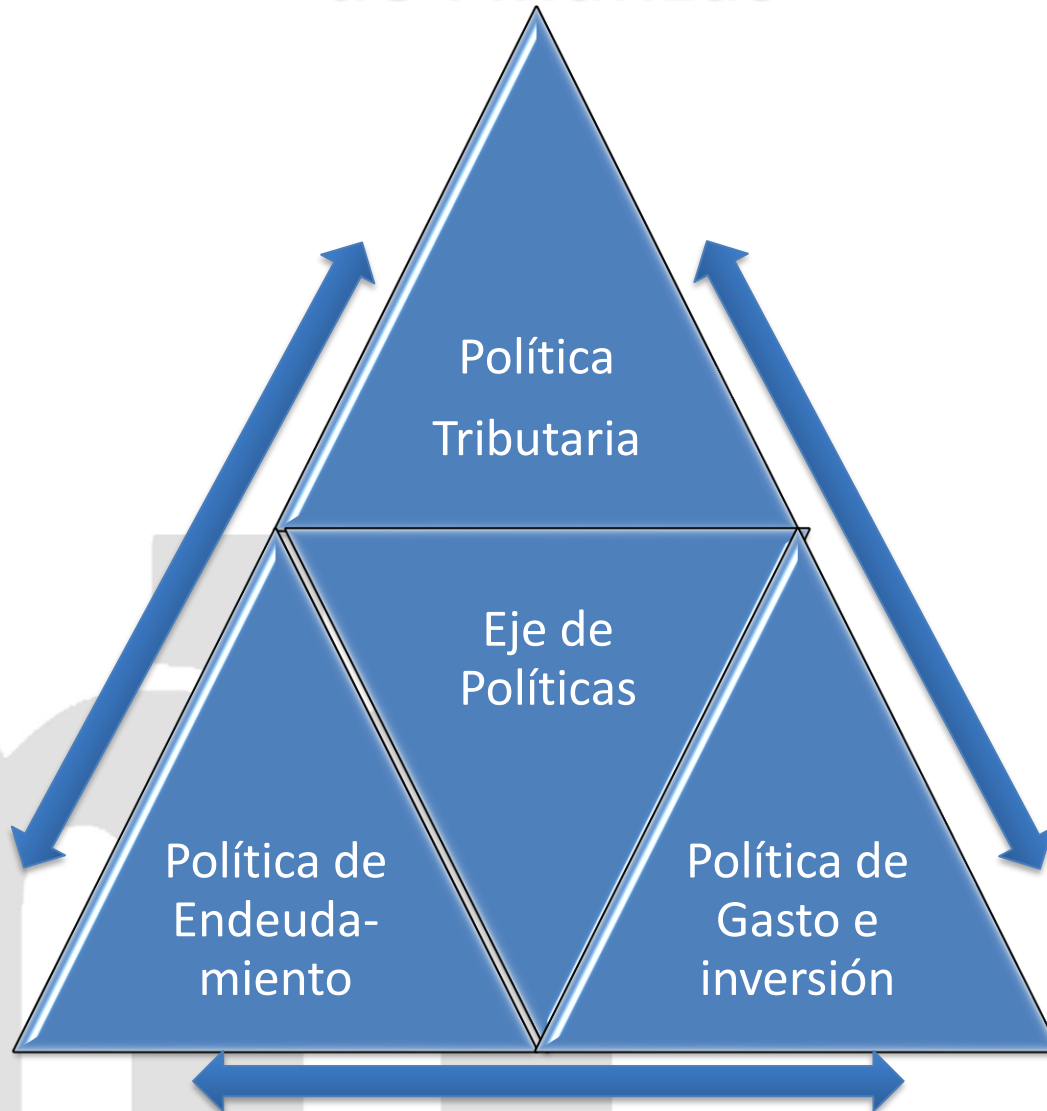 Política
Tributaria
Eje de
Políticas
Política de
Endeuda-
miento
Política de
Gasto e
inversión